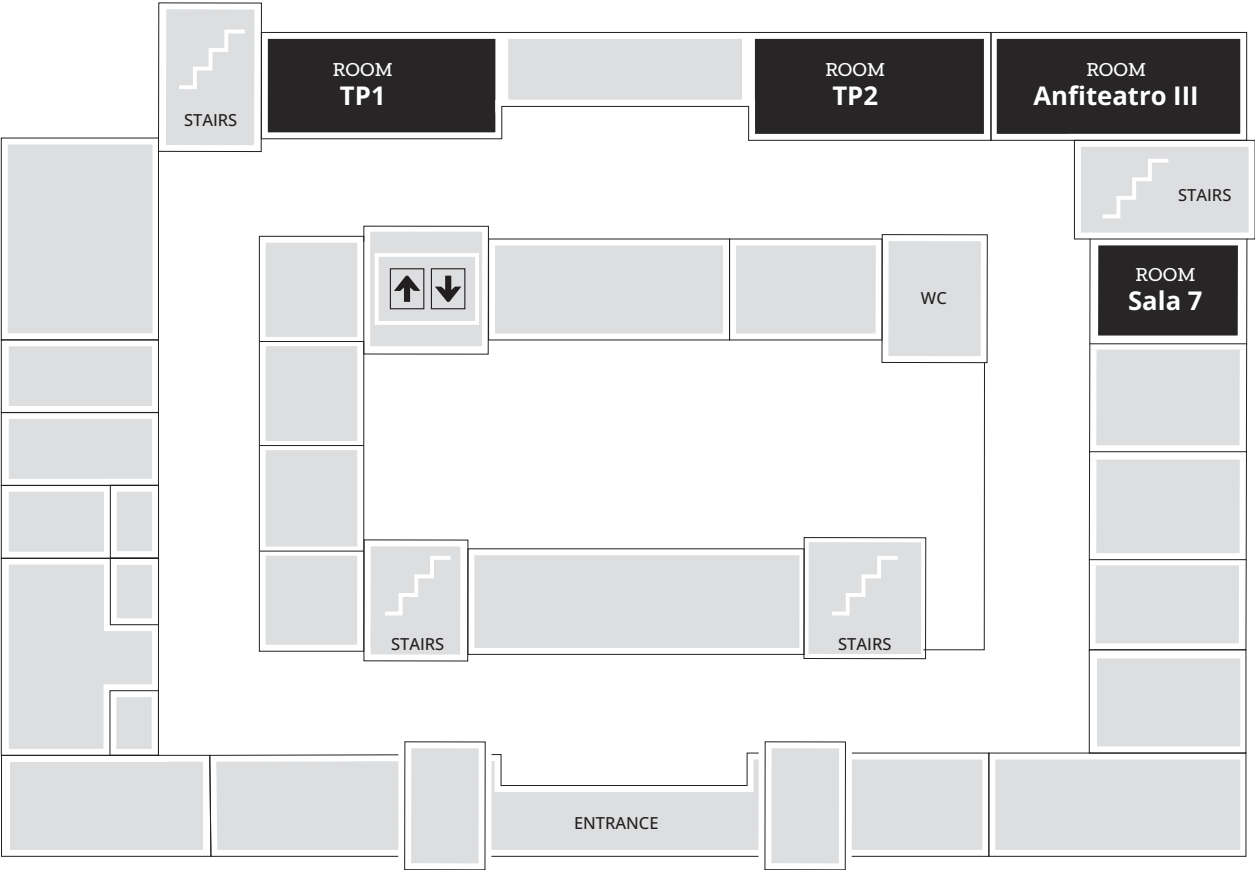 ROOM
TP1
ROOM
TP2
ROOM
Anfiteatro III
STAIRS
STAIRS
ROOM
Sala 7
WC
STAIRS
STAIRS
ENTRANCE